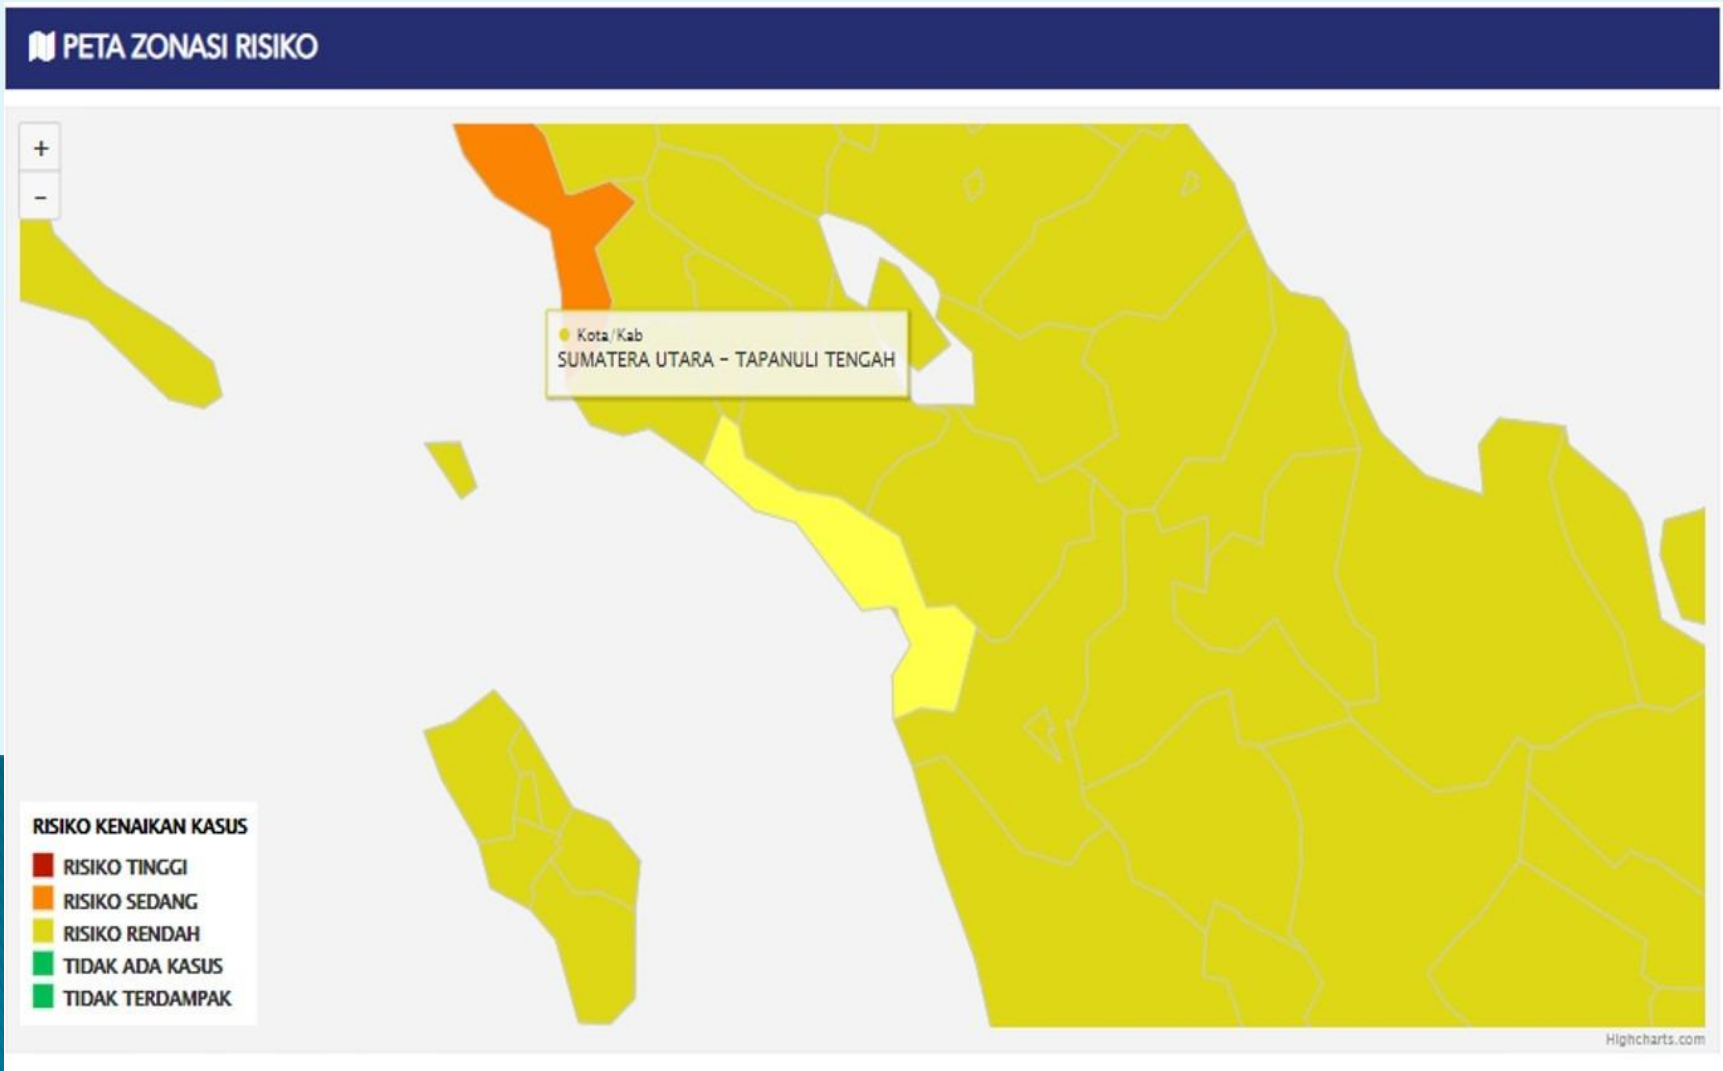 PETA ZONASI RISIKO
+
-
Kota/Kab
SUMATERA UTARA - TAPANULI TENGAH
RISIKO KENAIKAN KASUS
RISIKO TINGGI
RISIKO SEDANG
RISIKO RENDAH
TIDAK ADA KASUS
TIDAK TERDAMPAK
Highcharts.com